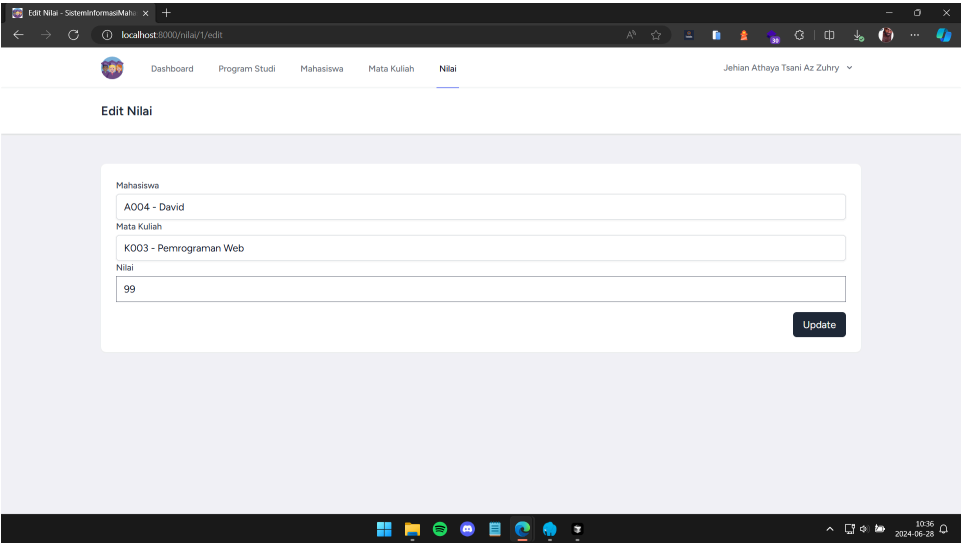 Edit Nilai - SistemInformasiMaha
localhost:8000/nilai/1/edit
30
Dashboard Program Studi Mahasiswa Mata Kuliah Nilai Jehian Athaya Tsani Az Zuhry
Edit Nilai
Mahasiswa
A004 - David
Mata Kuliah
K003 - Pemrograman Web
Nilai
99
Update
10:36
2024-06-28